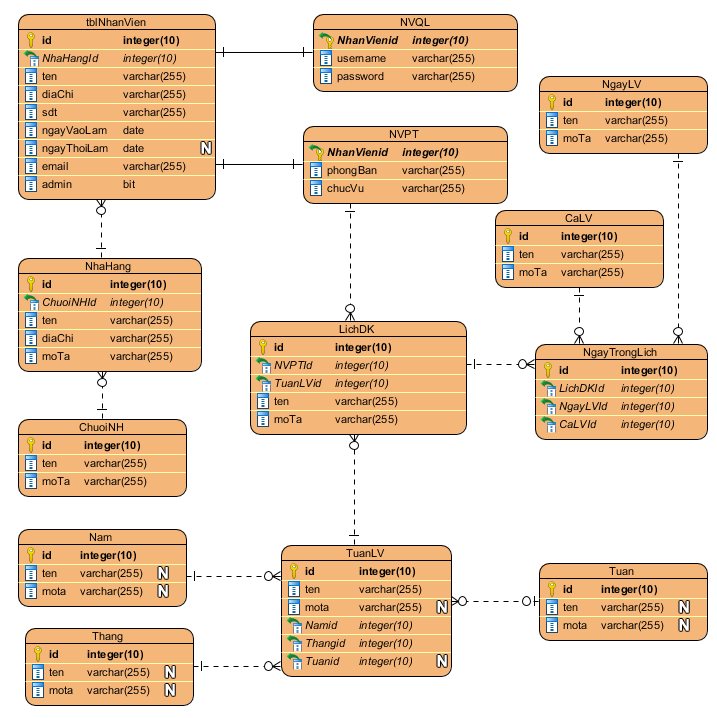 tblNhanVien
id integer(10)
NhaHangId integer(10)
ten varchar(255)
diaChi varchar(255)
sdt varchar(255)
ngayVaoLam date
ngayThoiLam date N
email varchar(255)
admin bit
NVQL
NhanVienid integer(10)
username varchar(255)
password varchar(255)
NgayLV
id integer(10)
ten varchar(255)
moTa varchar(255)
NVPT
NhanVienid integer(10)
phongBan varchar(255)
chucVu varchar(255)
CaLV
id integer(10)
ten varchar(255)
moTa varchar(255)
NhaHang
id integer(10)
ChuoiNHId integer(10)
ten varchar(255)
diaChi varchar(255)
moTa varchar(255)
LichDK
id integer(10)
NVPTId integer(10)
TuanLVid integer(10)
ten varchar(255)
moTa varchar(255)
NgayTrongLich
id integer(10)
LichDKId integer(10)
NgayLVId integer(10)
CaLVId integer(10)
ChuoiNH
id integer(10)
ten varchar(255)
moTa varchar(255)
Nam
id integer(10)
ten varchar(255) N
mota varchar(255) N
TuanLV
id integer(10)
ten varchar(255)
mota varchar(255) N
Namid integer(10)
Thangid integer(10)
Tuanid integer(10) N
Tuan
id integer(10)
ten varchar(255) N
mota varchar(255) N
Thang
id integer(10)
ten varchar(255) N
mota varchar(255) N